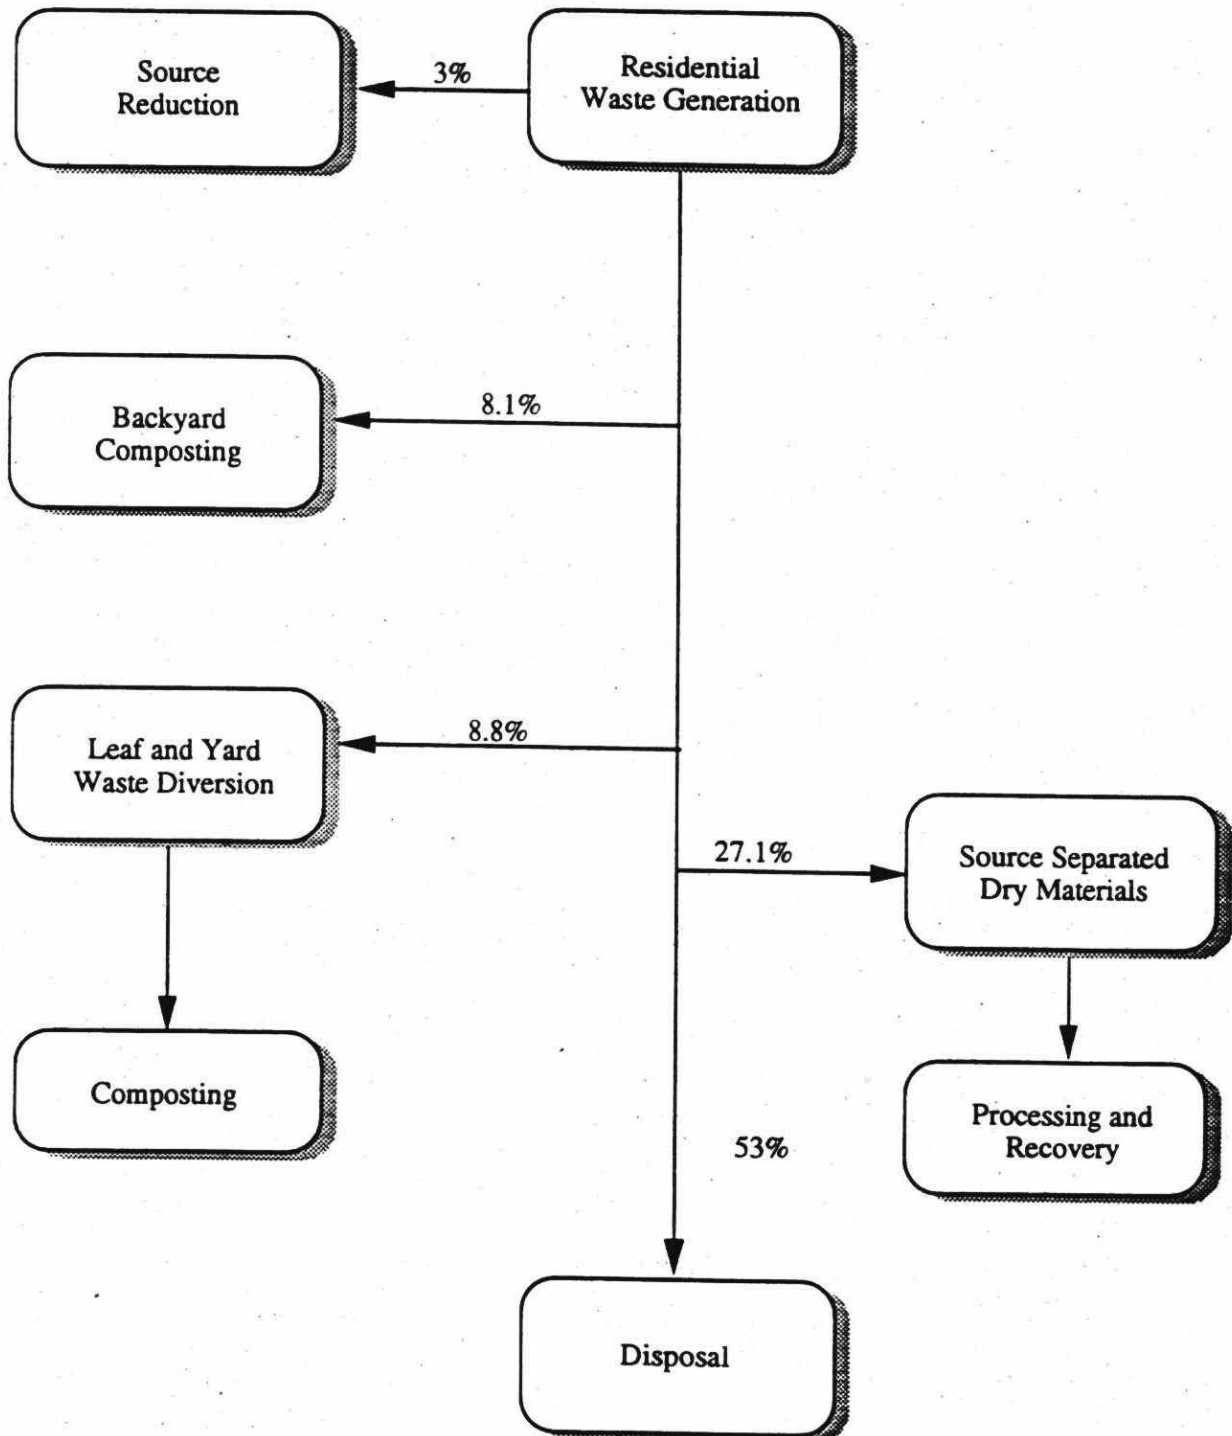 Source
Reduction
3%
Residential
Waste Generation
8.1%
Backyard
Composting
8.8%
Leaf and Yard
Waste Diversion
27.1%
Source Separated
Dry Materials
Composting
Processing and
Recovery
53%
Disposal